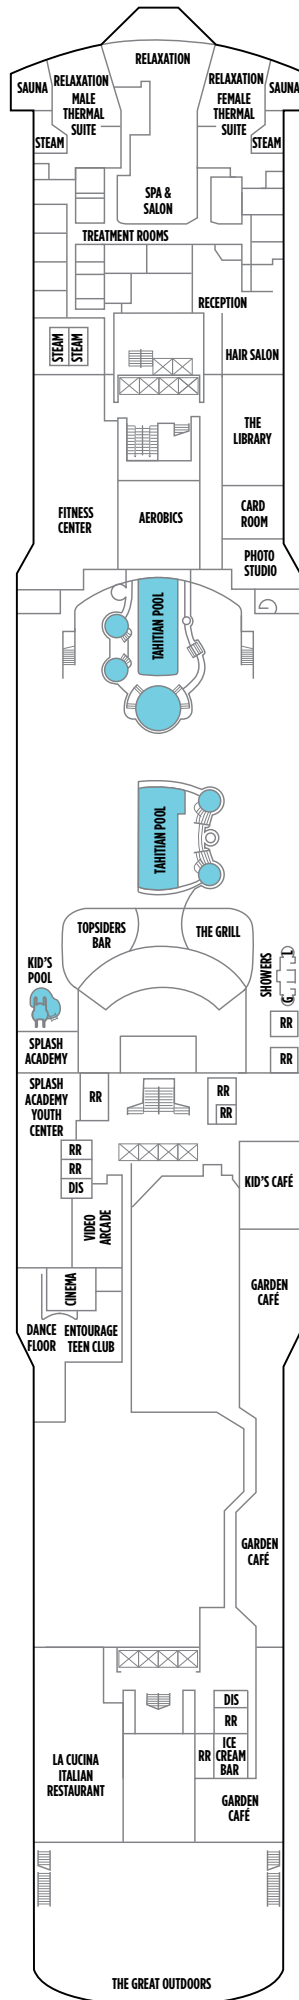 RELAXATION
SAUNA
RELAXATION
MALE
THERMAL
SUITE
RELAXATION
FEMALE
THERMAL
SUITE
SAUNA
STEAM
STEAM
SPA &
SALON
TREATMENT ROOMS
RECEPTION
STEAM
STEAM
HAIR SALON
THE
LIBRARY
FITNESS
CENTER
AEROBICS
CARD
ROOM
PHOTO
STUDIO
TAHITIAN POOL
TAHITIAN POOL
TOPSIDERS
BAR
THE GRILL
KID'S
POOL
SHOWERS
L
G
RR
SPLASH
ACADEMY
RR
SPLASH
ACADEMY
YOUTH
CENTER
RR
RR
RR
RR
DIS
KID'S CAFÉ
VIDEO
ARCADE
CINEMA
GARDEN
CAFÉ
DANCE
FLOOR
ENTOURAGE
TEEN CLUB
GARDEN
CAFÉ
DIS
RR
LA CUCINA
ITALIAN
RESTAURANT
RR
ICE
CREAM
BAR
GARDEN
CAFÉ
THE GREAT OUTDOORS